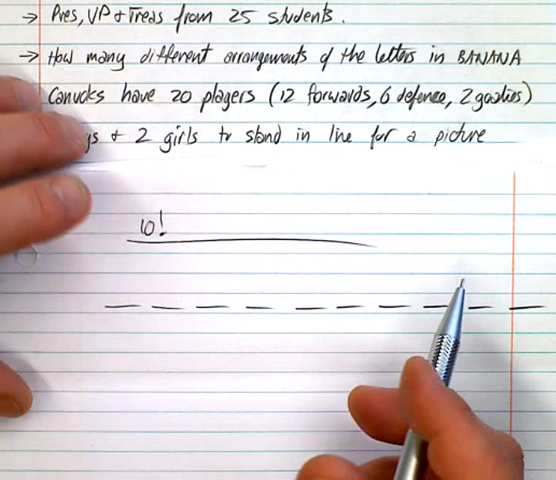 → Pres, VP + Treas from 25 students.
→ How many different arrangements of the letters in BANANA
Canucks have 20 players (12 forwards, 6 defence, 2 goalies)
+ 2 girls to stand in line for a picture
10!